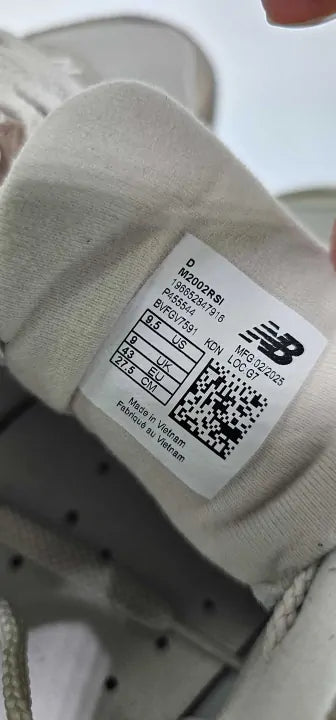 D
M2002RSI
196652847916
P455544
BVFGV7591
KDN
MFG 02/2025
LOC G7
9.5 US
9 UK
43 EU
27.5 CM
Made in Vietnam
Fabriqué au Vietnam